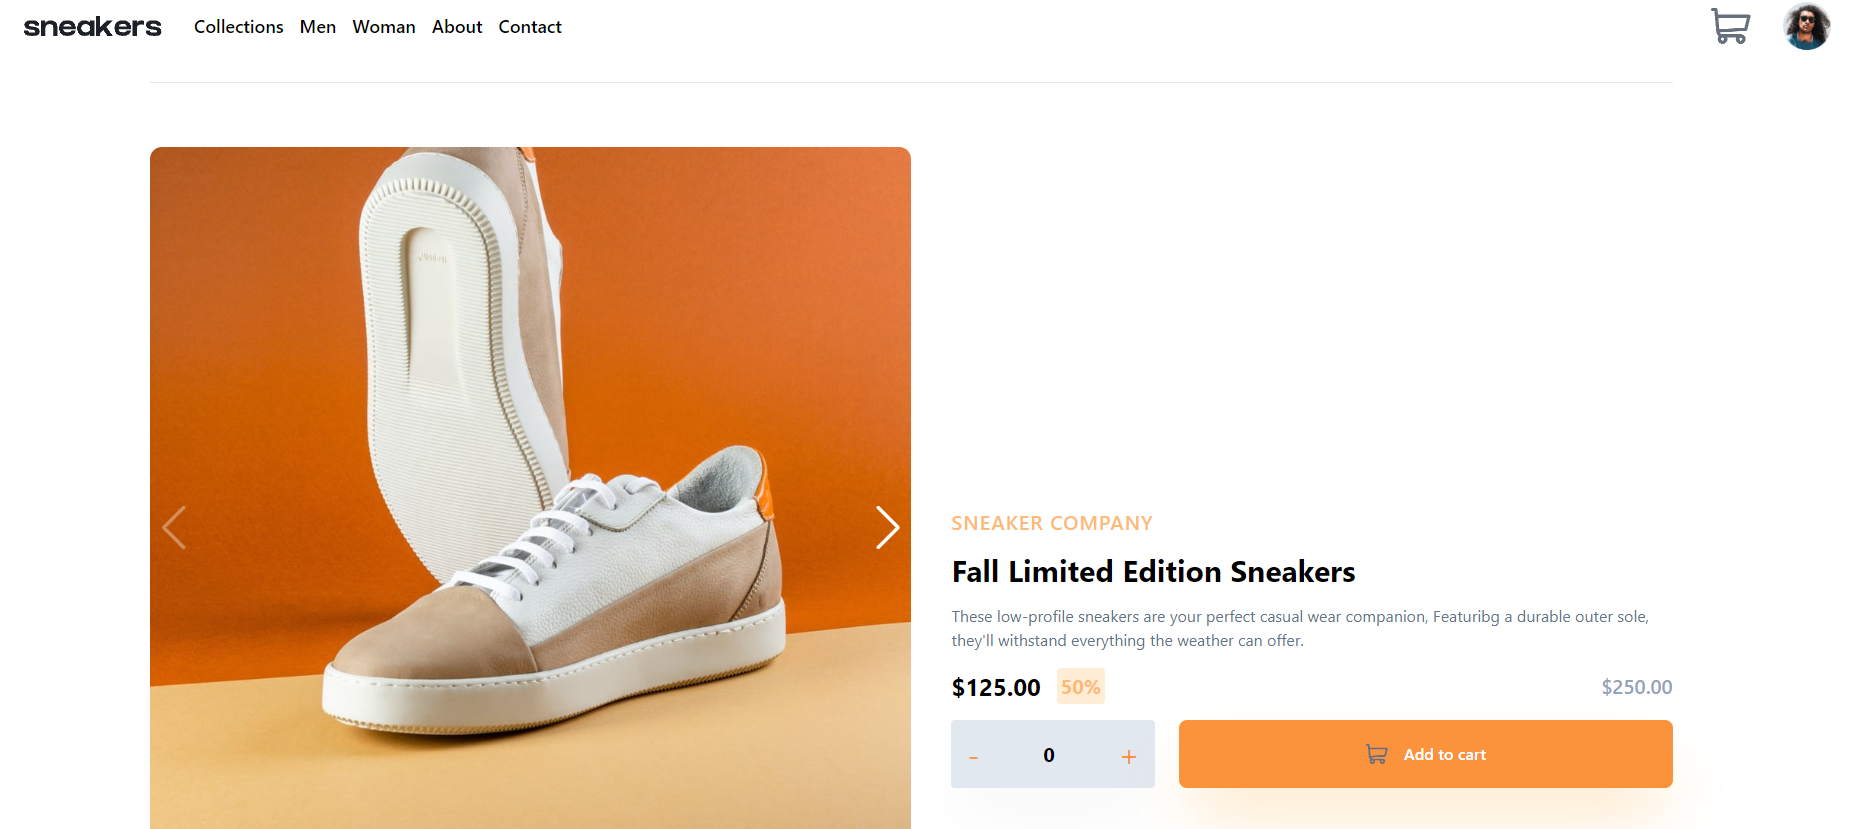 sneakers
Collections Men Woman About Contact
SNEAKER COMPANY
Fall Limited Edition Sneakers
These low-profile sneakers are your perfect casual wear companion, Featuribg a durable outer sole,
they'll withstand everything the weather can offer.
$125.00 50% $250.00
- 0 + Add to cart